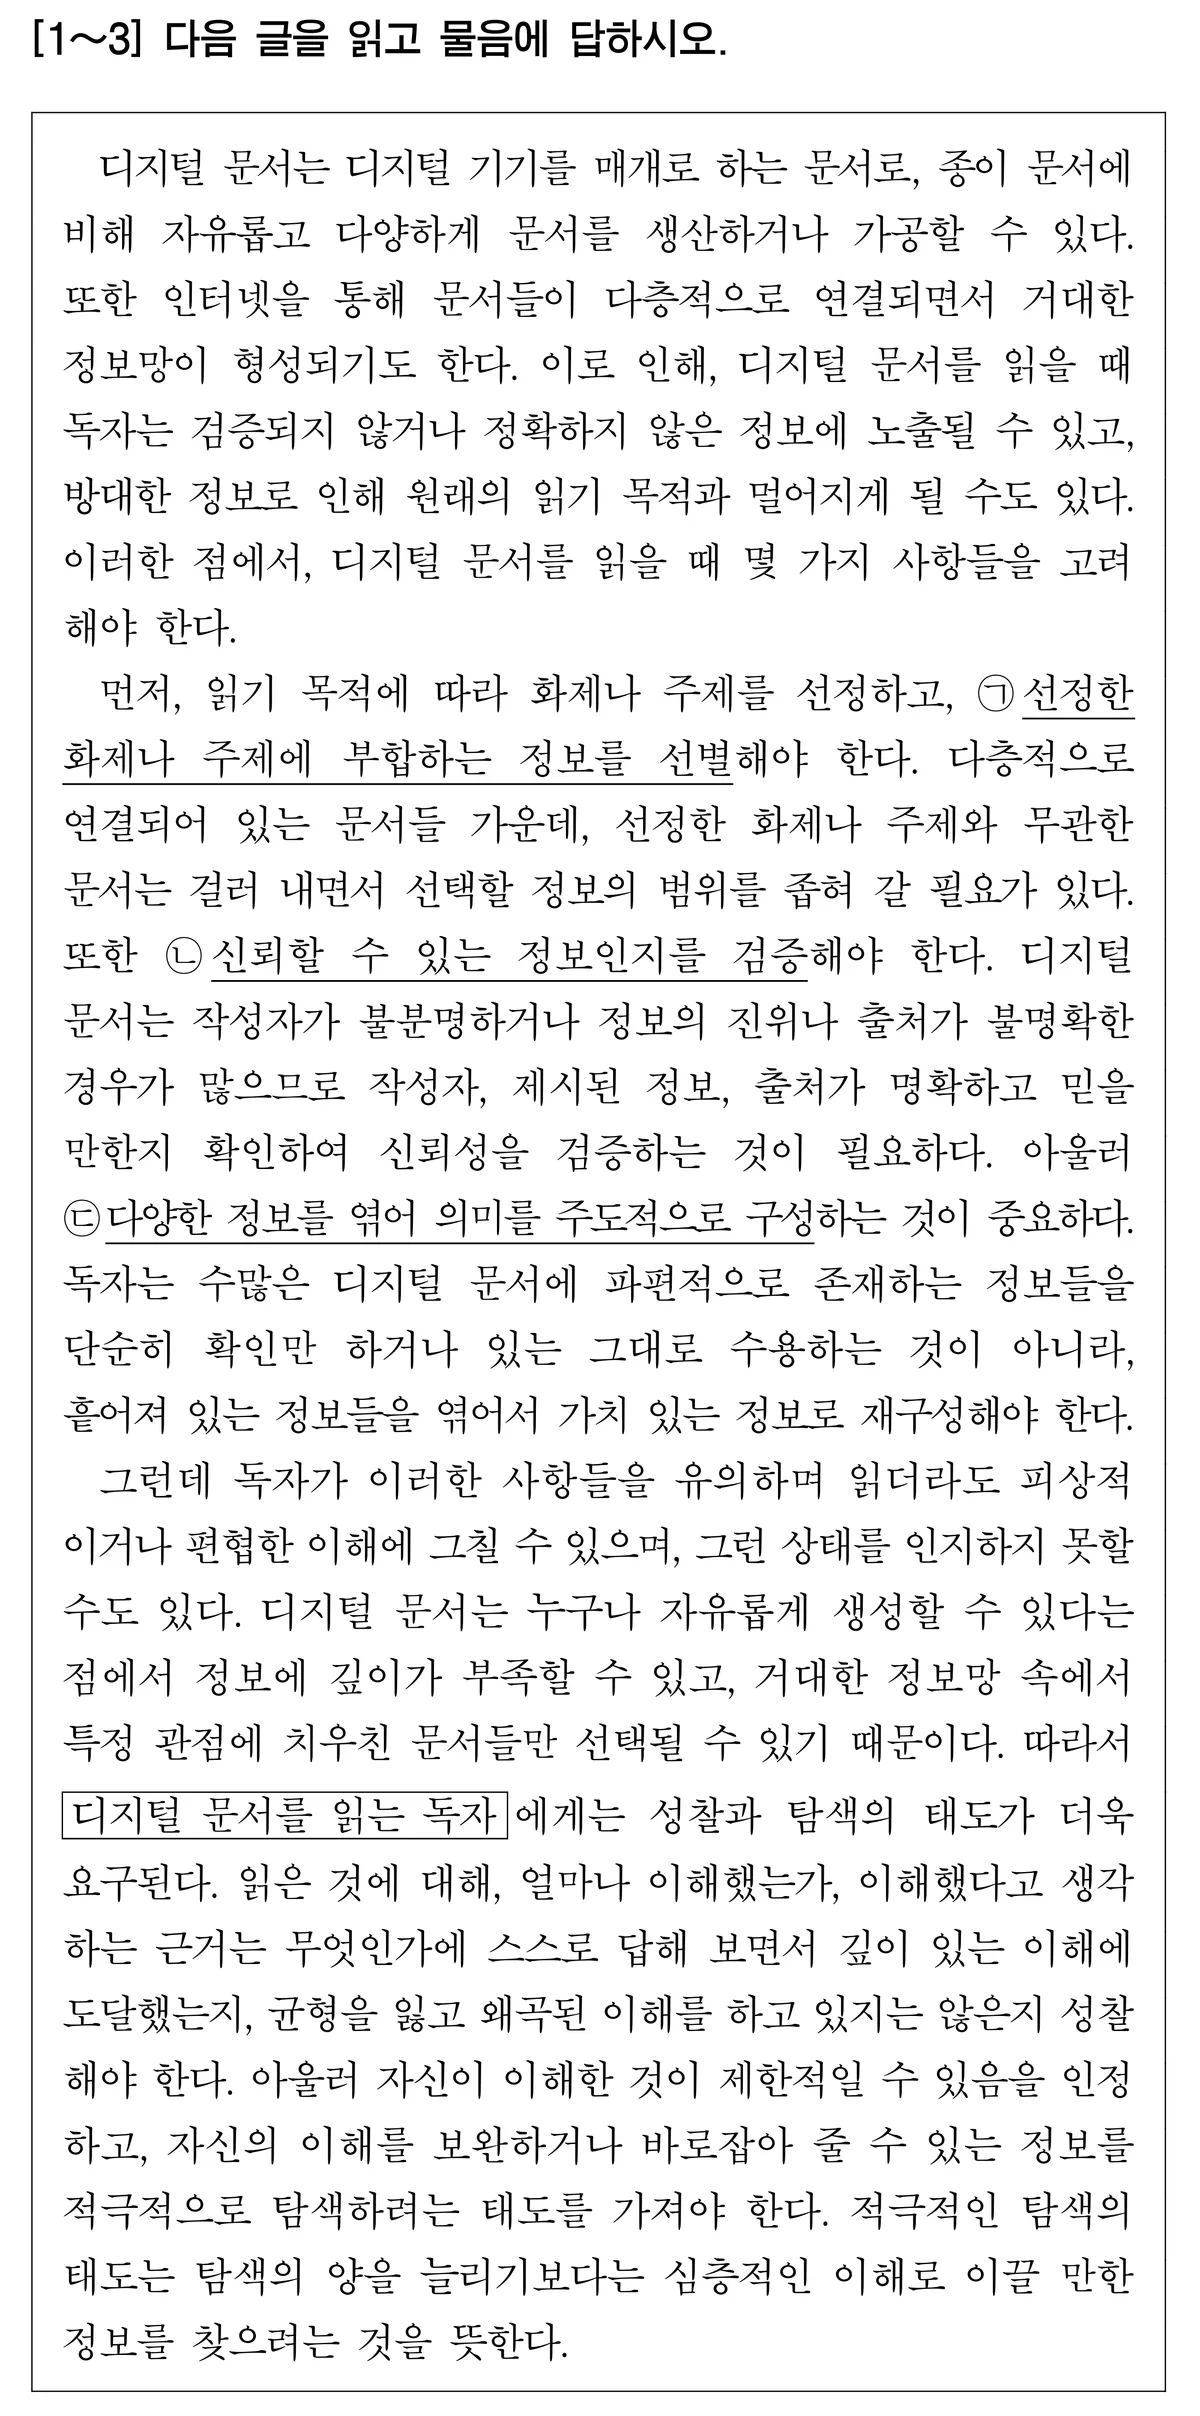 [1~3] 다음 글을 읽고 물음에 답하시오.
디지털 문서는 디지털 기기를 매개로 하는 문서로, 종이 문서에
비해 자유롭고 다양하게 문서를 생산하거나 가공할 수 있다.
또한 인터넷을 통해 문서들이 다층적으로 연결되면서 거대한
정보망이 형성되기도 한다. 이로 인해, 디지털 문서를 읽을 때
독자는 검증되지 않거나 정확하지 않은 정보에 노출될 수 있고,
방대한 정보로 인해 원래의 읽기 목적과 멀어지게 될 수도 있다.
이러한 점에서, 디지털 문서를 읽을 때 몇 가지 사항들을 고려
해야 한다.
먼저, 읽기 목적에 따라 화제나 주제를 선정하고, ㉠선정한
화제나 주제에 부합하는 정보를 선별해야 한다. 다층적으로
연결되어 있는 문서들 가운데, 선정한 화제나 주제와 무관한
문서는 걸러 내면서 선택할 정보의 범위를 좁혀 갈 필요가 있다.
또한 ㉡신뢰할 수 있는 정보인지를 검증해야 한다. 디지털
문서는 작성자가 불분명하거나 정보의 진위나 출처가 불명확한
경우가 많으므로 작성자, 제시된 정보, 출처가 명확하고 믿을
만한지 확인하여 신뢰성을 검증하는 것이 필요하다. 아울러
㉢다양한 정보를 엮어 의미를 주도적으로 구성하는 것이 중요하다.
독자는 수많은 디지털 문서에 파편적으로 존재하는 정보들을
단순히 확인만 하거나 있는 그대로 수용하는 것이 아니라,
흩어져 있는 정보들을 엮어서 가치 있는 정보로 재구성해야 한다.
그런데 독자가 이러한 사항들을 유의하며 읽더라도 피상적
이거나 편협한 이해에 그칠 수 있으며, 그런 상태를 인지하지 못할
수도 있다. 디지털 문서는 누구나 자유롭게 생성할 수 있다는
점에서 정보에 깊이가 부족할 수 있고, 거대한 정보망 속에서
특정 관점에 치우친 문서들만 선택될 수 있기 때문이다. 따라서
디지털 문서를 읽는 독자에게는 성찰과 탐색의 태도가 더욱
요구된다. 읽은 것에 대해, 얼마나 이해했는가, 이해했다고 생각
하는 근거는 무엇인가에 스스로 답해 보면서 깊이 있는 이해에
도달했는지, 균형을 잃고 왜곡된 이해를 하고 있지는 않은지 성찰
해야 한다. 아울러 자신이 이해한 것이 제한적일 수 있음을 인정
하고, 자신의 이해를 보완하거나 바로잡아 줄 수 있는 정보를
적극적으로 탐색하려는 태도를 가져야 한다. 적극적인 탐색의
태도는 탐색의 양을 늘리기보다는 심층적인 이해로 이끌 만한
정보를 찾으려는 것을 뜻한다.